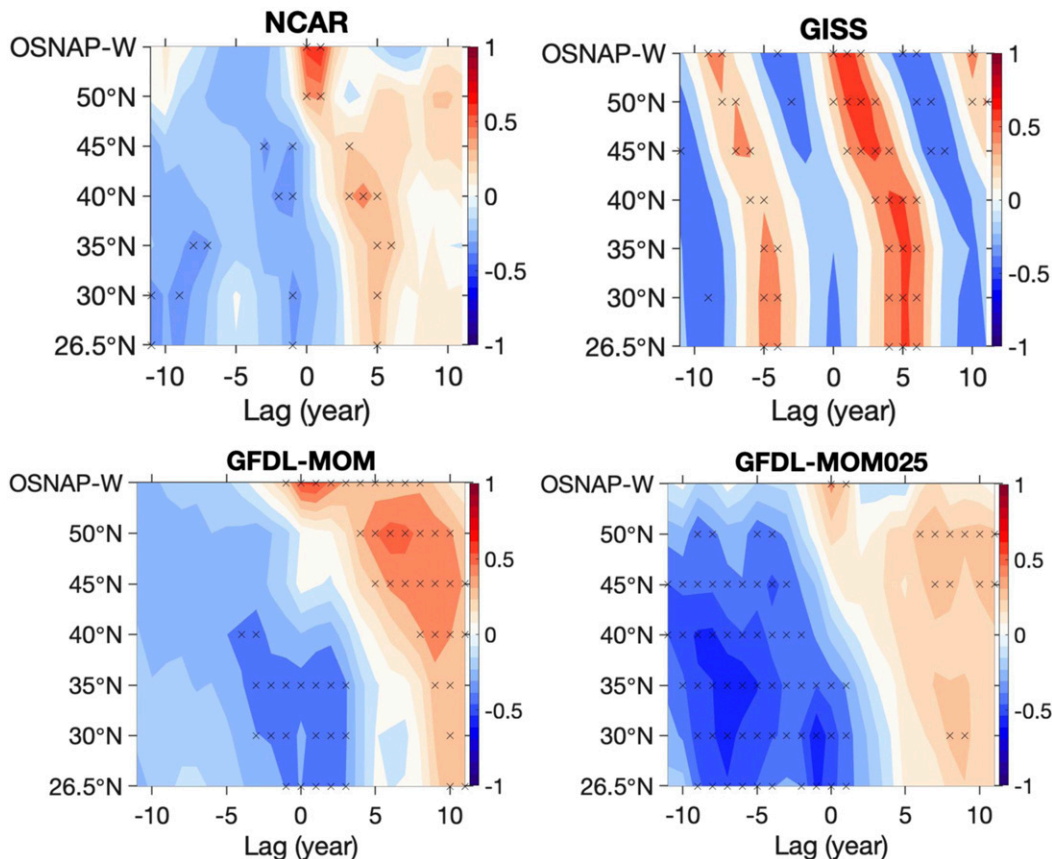 NCAR
GISS
OSNAP-W
50°N
45°N
40°N
35°N
30°N
26.5°N
-10 -5 0 5 10
Lag (year)
1
0.5
0
-0.5
-1
OSNAP-W
50°N
45°N
40°N
35°N
30°N
26.5°N
-10 -5 0 5 10
Lag (year)
1
0.5
0
-0.5
-1
GFDL-MOM
GFDL-MOM025
OSNAP-W
50°N
45°N
40°N
35°N
30°N
26.5°N
-10 -5 0 5 10
Lag (year)
1
0.5
0
-0.5
-1
OSNAP-W
50°N
45°N
40°N
35°N
30°N
26.5°N
-10 -5 0 5 10
Lag (year)
1
0.5
0
-0.5
-1